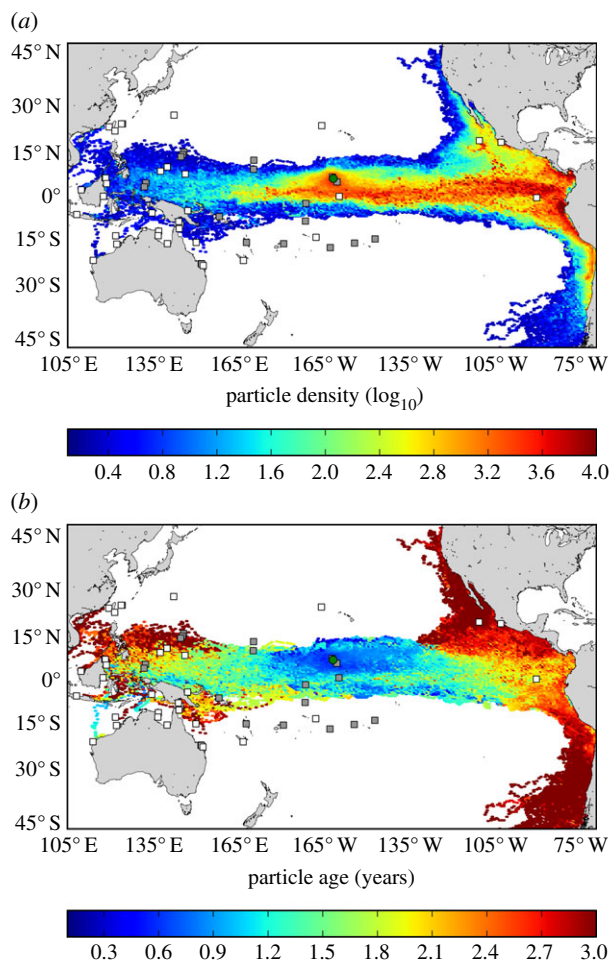 (a)
45° N
30° N
15° N
0°
15° S
30° S
45° S
105° E 135° E 165° E 165° W 135° W 105° W 75° W
particle density (log10)
0.4 0.8 1.2 1.6 2.0 2.4 2.8 3.2 3.6 4.0
(b)
45° N
30° N
15° N
0°
15° S
30° S
45° S
105° E 135° E 165° E 165° W 135° W 105° W 75° W
particle age (years)
0.3 0.6 0.9 1.2 1.5 1.8 2.1 2.4 2.7 3.0